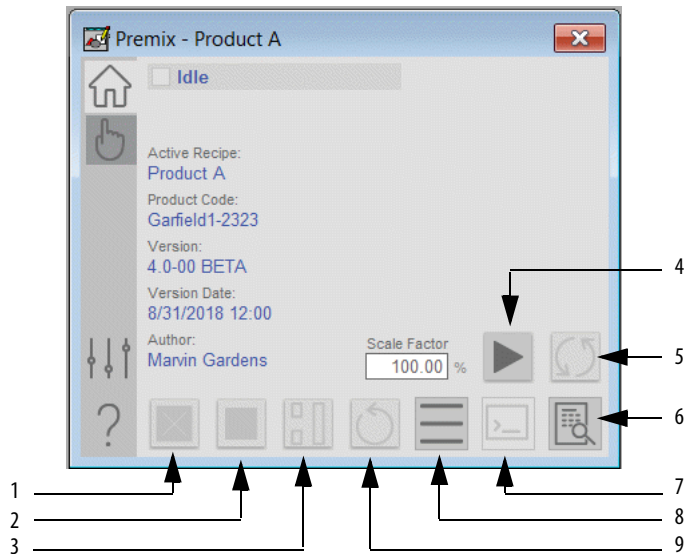 Premix - Product A
Idle
Active Recipe:
Product A
Product Code:
Garfield1-2323
Version:
4.0-00 BETA
Version Date:
8/31/2018 12:00
Author:
Marvin Gardens
Scale Factor
100.00 %
?
>_
4
5
6
7
8
9
1
2
3